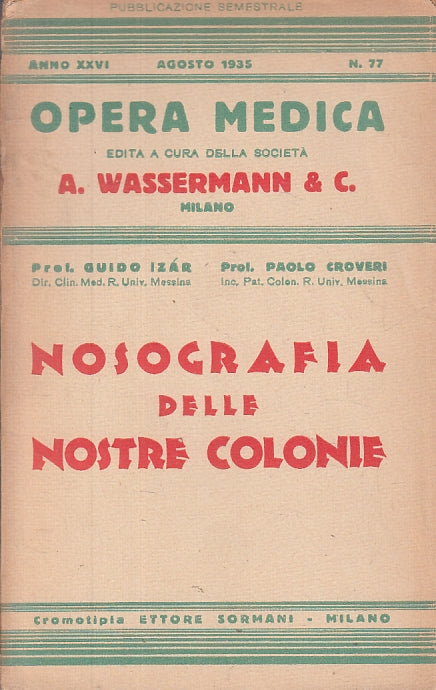 PUBBLICAZIONE SEMESTRALE
ANNO XXVI AGOSTO 1935 N. 77
OPERA MEDICA
EDITA A CURA DELLA SOCIETÀ
A. WASSERMANN & C.
MILANO
Prof. GUIDO IZÁR Prof. PAOLO CROVERI
Dir. Clin. Med. R. Univ. Messina Inc. Pat. Colon. R. Univ. Messina
NOSOGRAFIA
DELLE
NOSTRE COLONIE
Cromotipia ETTORE SORMANI - MILANO